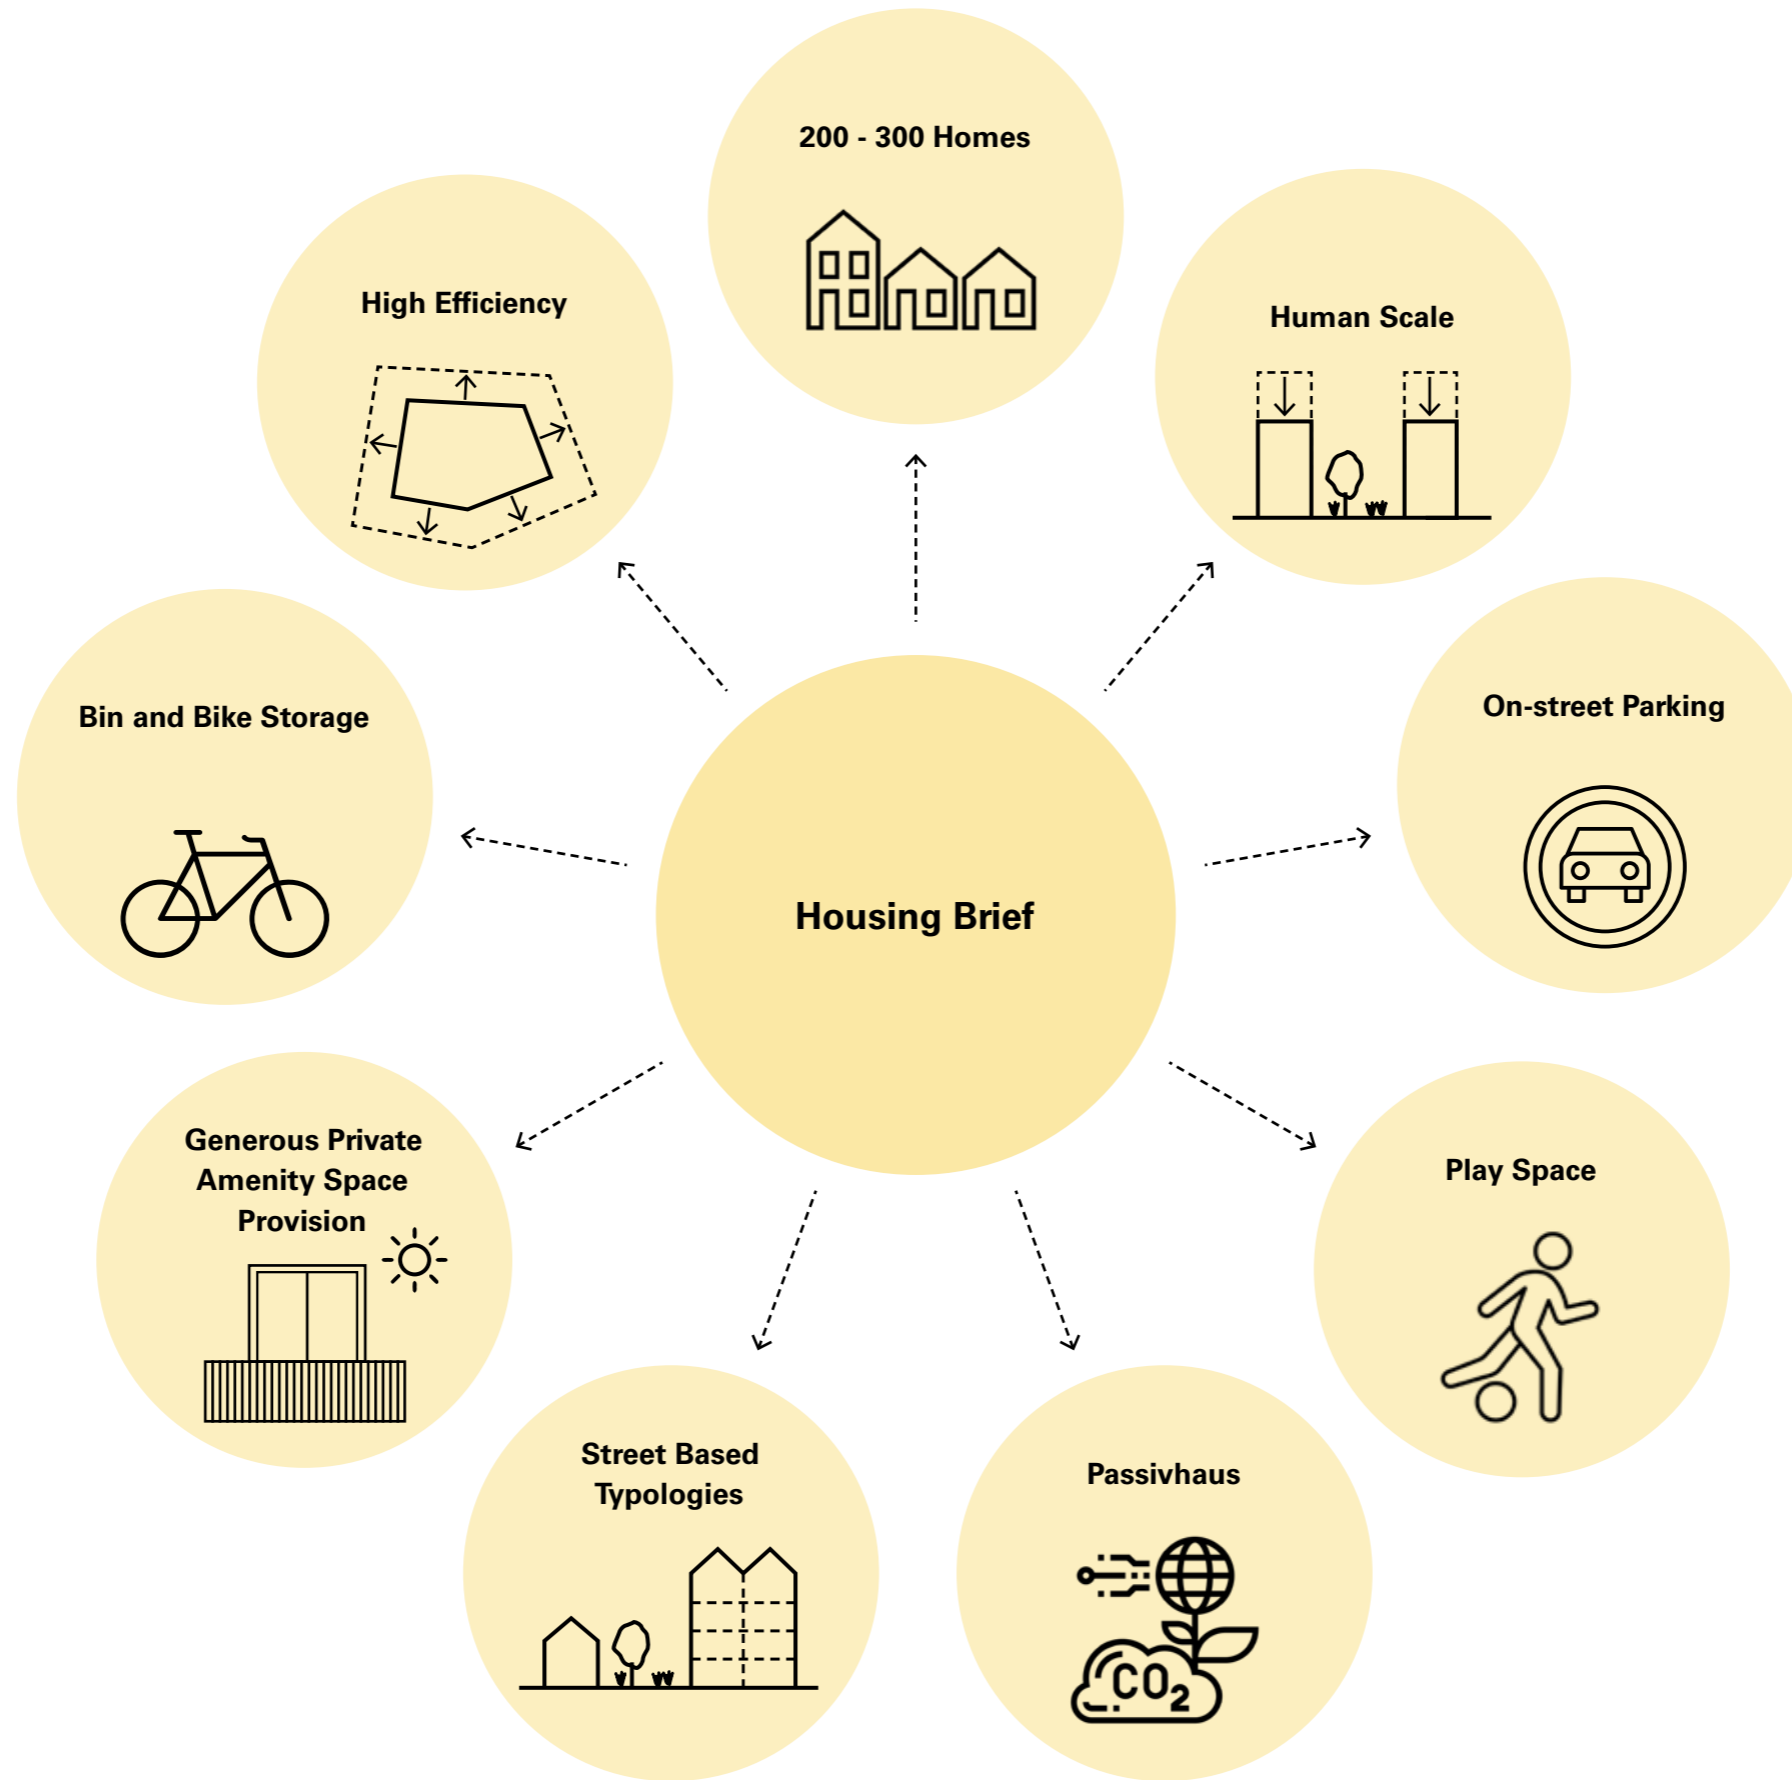 200 - 300 Homes
High Efficiency
Human Scale
On-street Parking
Bin and Bike Storage
Housing Brief
Generous Private
Amenity Space
Provision
Play Space
Street Based
Typologies
Passivhaus
CO2